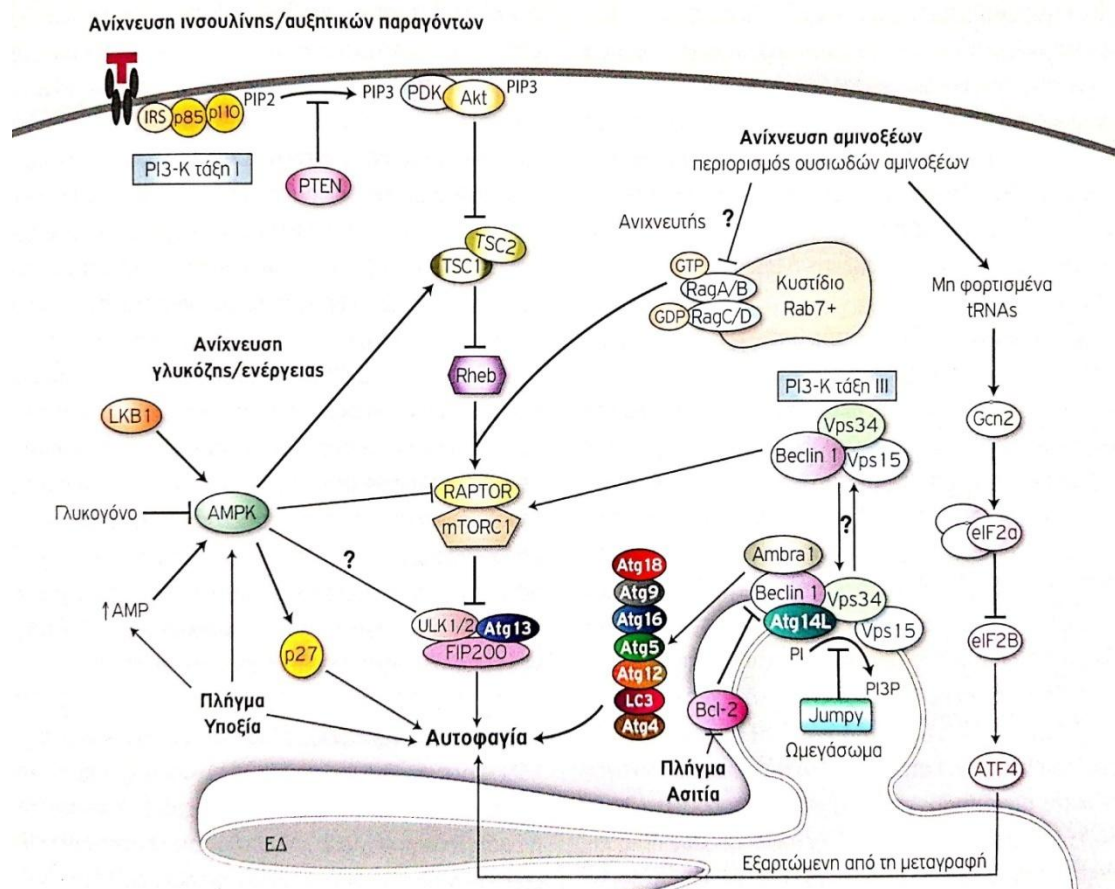 Ανίχνευση ινσουλίνης/αυξητικών παραγόντων
IRS
p85
p110
PIP2
PIP3
PDK
Akt
PIP3
PI3-K τάξη I
PTEN
Ανίχνευση αμινοξέων
περιορισμός ουσιωδών αμινοξέων
Ανιχνευτής
?
TSC2
TSC1
GTP
RagA/B
GDP
RagC/D
Κυστίδιο
Rab7+
Μη φορτισμένα
tRNAs
Ανίχνευση
γλυκόζης/ενέργειας
Rheb
PI3-K τάξη III
LKB1
Vps34
Beclin 1
Vps15
Gcn2
Γλυκογόνο
AMPK
RAPTOR
mTORC1
?
?
eIF2a
Atg18
Atg9
Atg16
Atg5
Atg12
LC3
Atg4
Ambra1
Beclin 1
Vps34
Atg14L
Vps15
↑AMP
ULK1/2
Atg13
FIP200
p27
PI
PI3P
eIF2B
Πλήγμα
Υποξία
Αυτοφαγία
Bcl-2
Jumpy
Ωμεγάσωμα
Πλήγμα
Ασιτία
ATF4
ΕΔ
Εξαρτώμενη από τη μεταγραφή